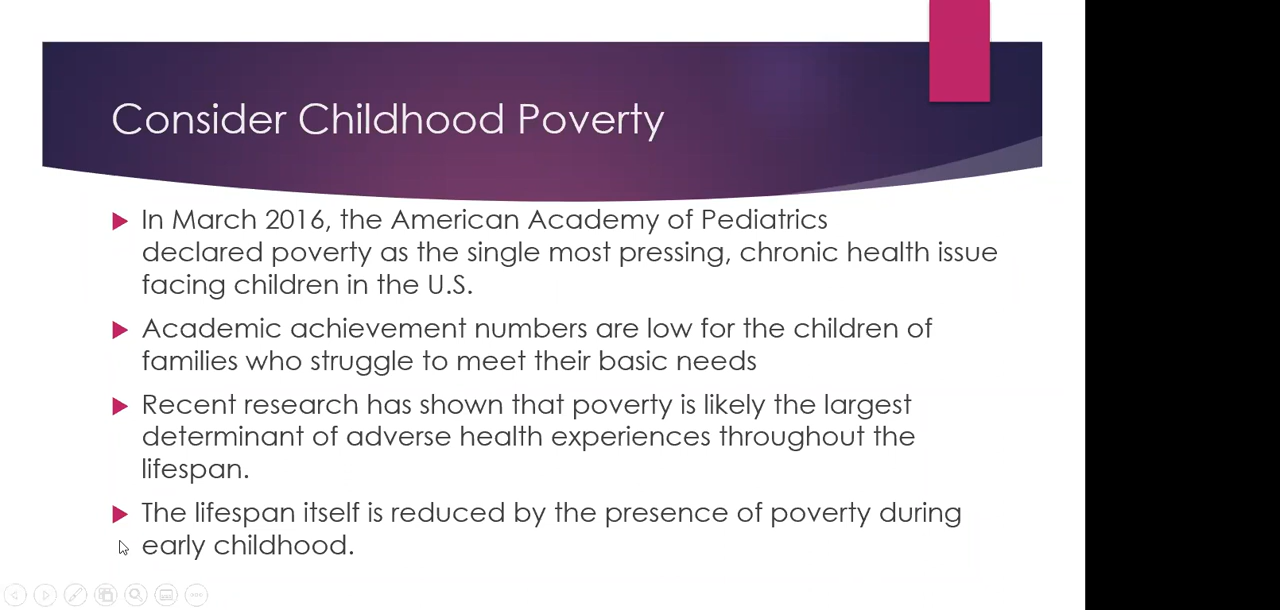 Consider Childhood Poverty
In March 2016, the American Academy of Pediatrics
declared poverty as the single most pressing, chronic health issue
facing children in the U.S.
Academic achievement numbers are low for the children of
families who struggle to meet their basic needs
Recent research has shown that poverty is likely the largest
determinant of adverse health experiences throughout the
lifespan.
The lifespan itself is reduced by the presence of poverty during
early childhood.